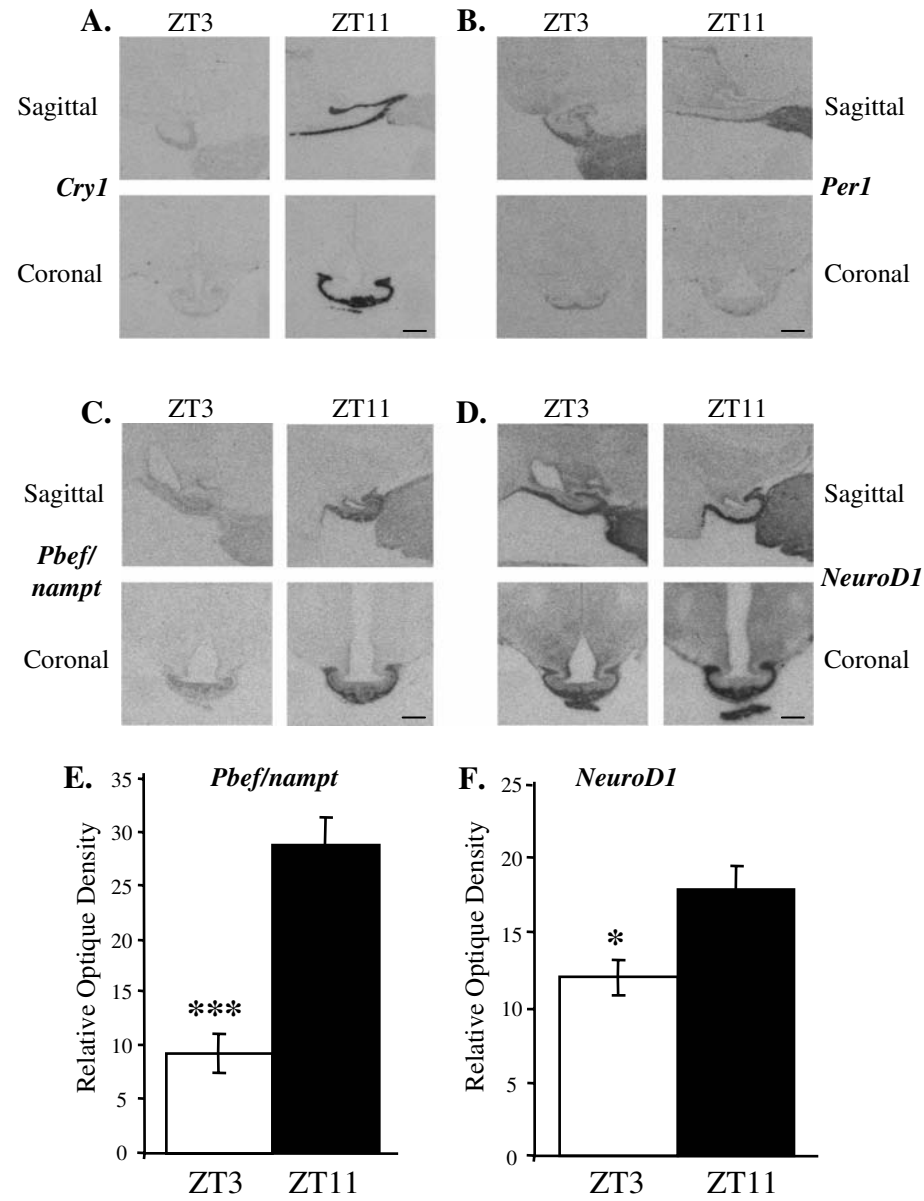 A. ZT3 ZT11 B. ZT3 ZT11
Sagittal Sagittal
Cry1 Per1
Coronal Coronal
C. ZT3 ZT11 D. ZT3 ZT11
Sagittal Sagittal
Pbef/
nampt NeuroD1
Coronal Coronal
E. Pbef/nampt
Relative Optique Density
35
30
25
20
15
10
5
0
***
ZT3 ZT11
F. NeuroD1
Relative Optique Density
25
20
15
10
5
0
*
ZT3 ZT11